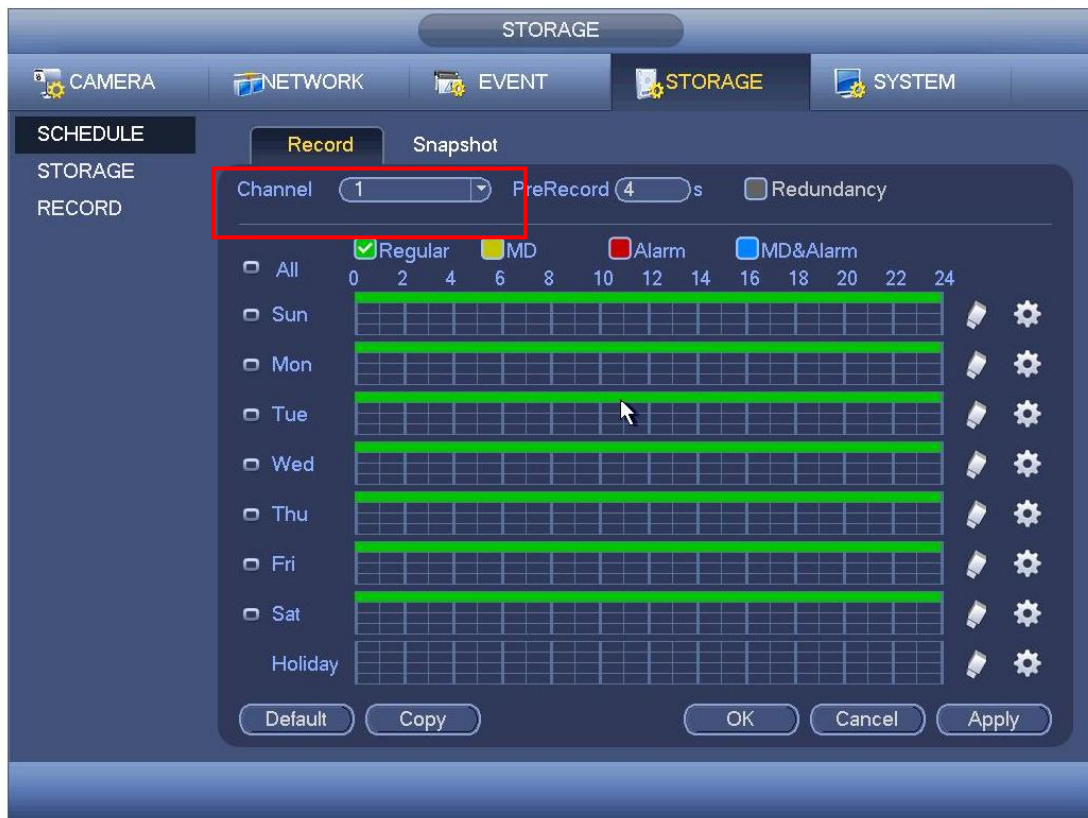 STORAGE
CAMERA NETWORK EVENT STORAGE SYSTEM
SCHEDULE
STORAGE
RECORD
Record Snapshot
Channel 1 PreRecord 4 s Redundancy
Regular MD Alarm MD&Alarm
All
0 2 4 6 8 10 12 14 16 18 20 22 24
Sun
Mon
Tue
Wed
Thu
Fri
Sat
Holiday
Default Copy OK Cancel Apply